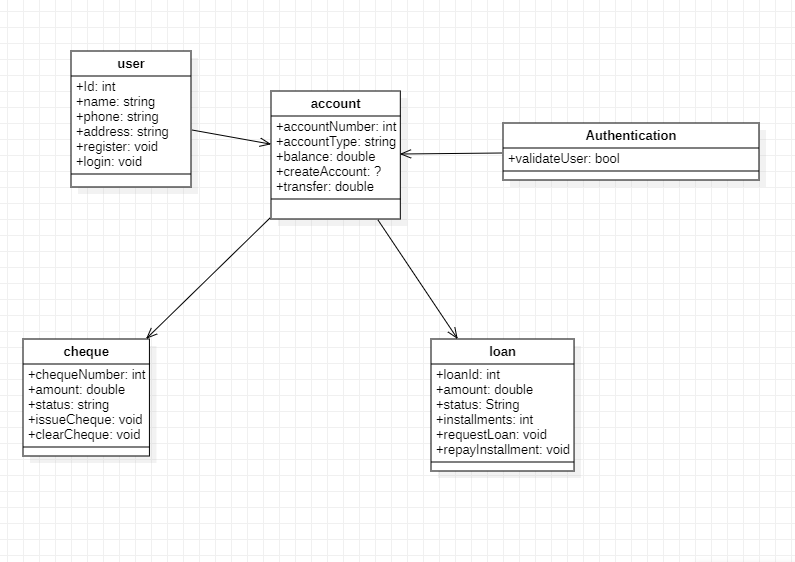 user
+Id: int
+name: string
+phone: string
+address: string
+register: void
+login: void
account
+accountNumber: int
+accountType: string
+balance: double
+createAccount: ?
+transfer: double
Authentication
+validateUser: bool
cheque
+chequeNumber: int
+amount: double
+status: string
+issueCheque: void
+clearCheque: void
loan
+loanId: int
+amount: double
+status: String
+installments: int
+requestLoan: void
+repayInstallment: void